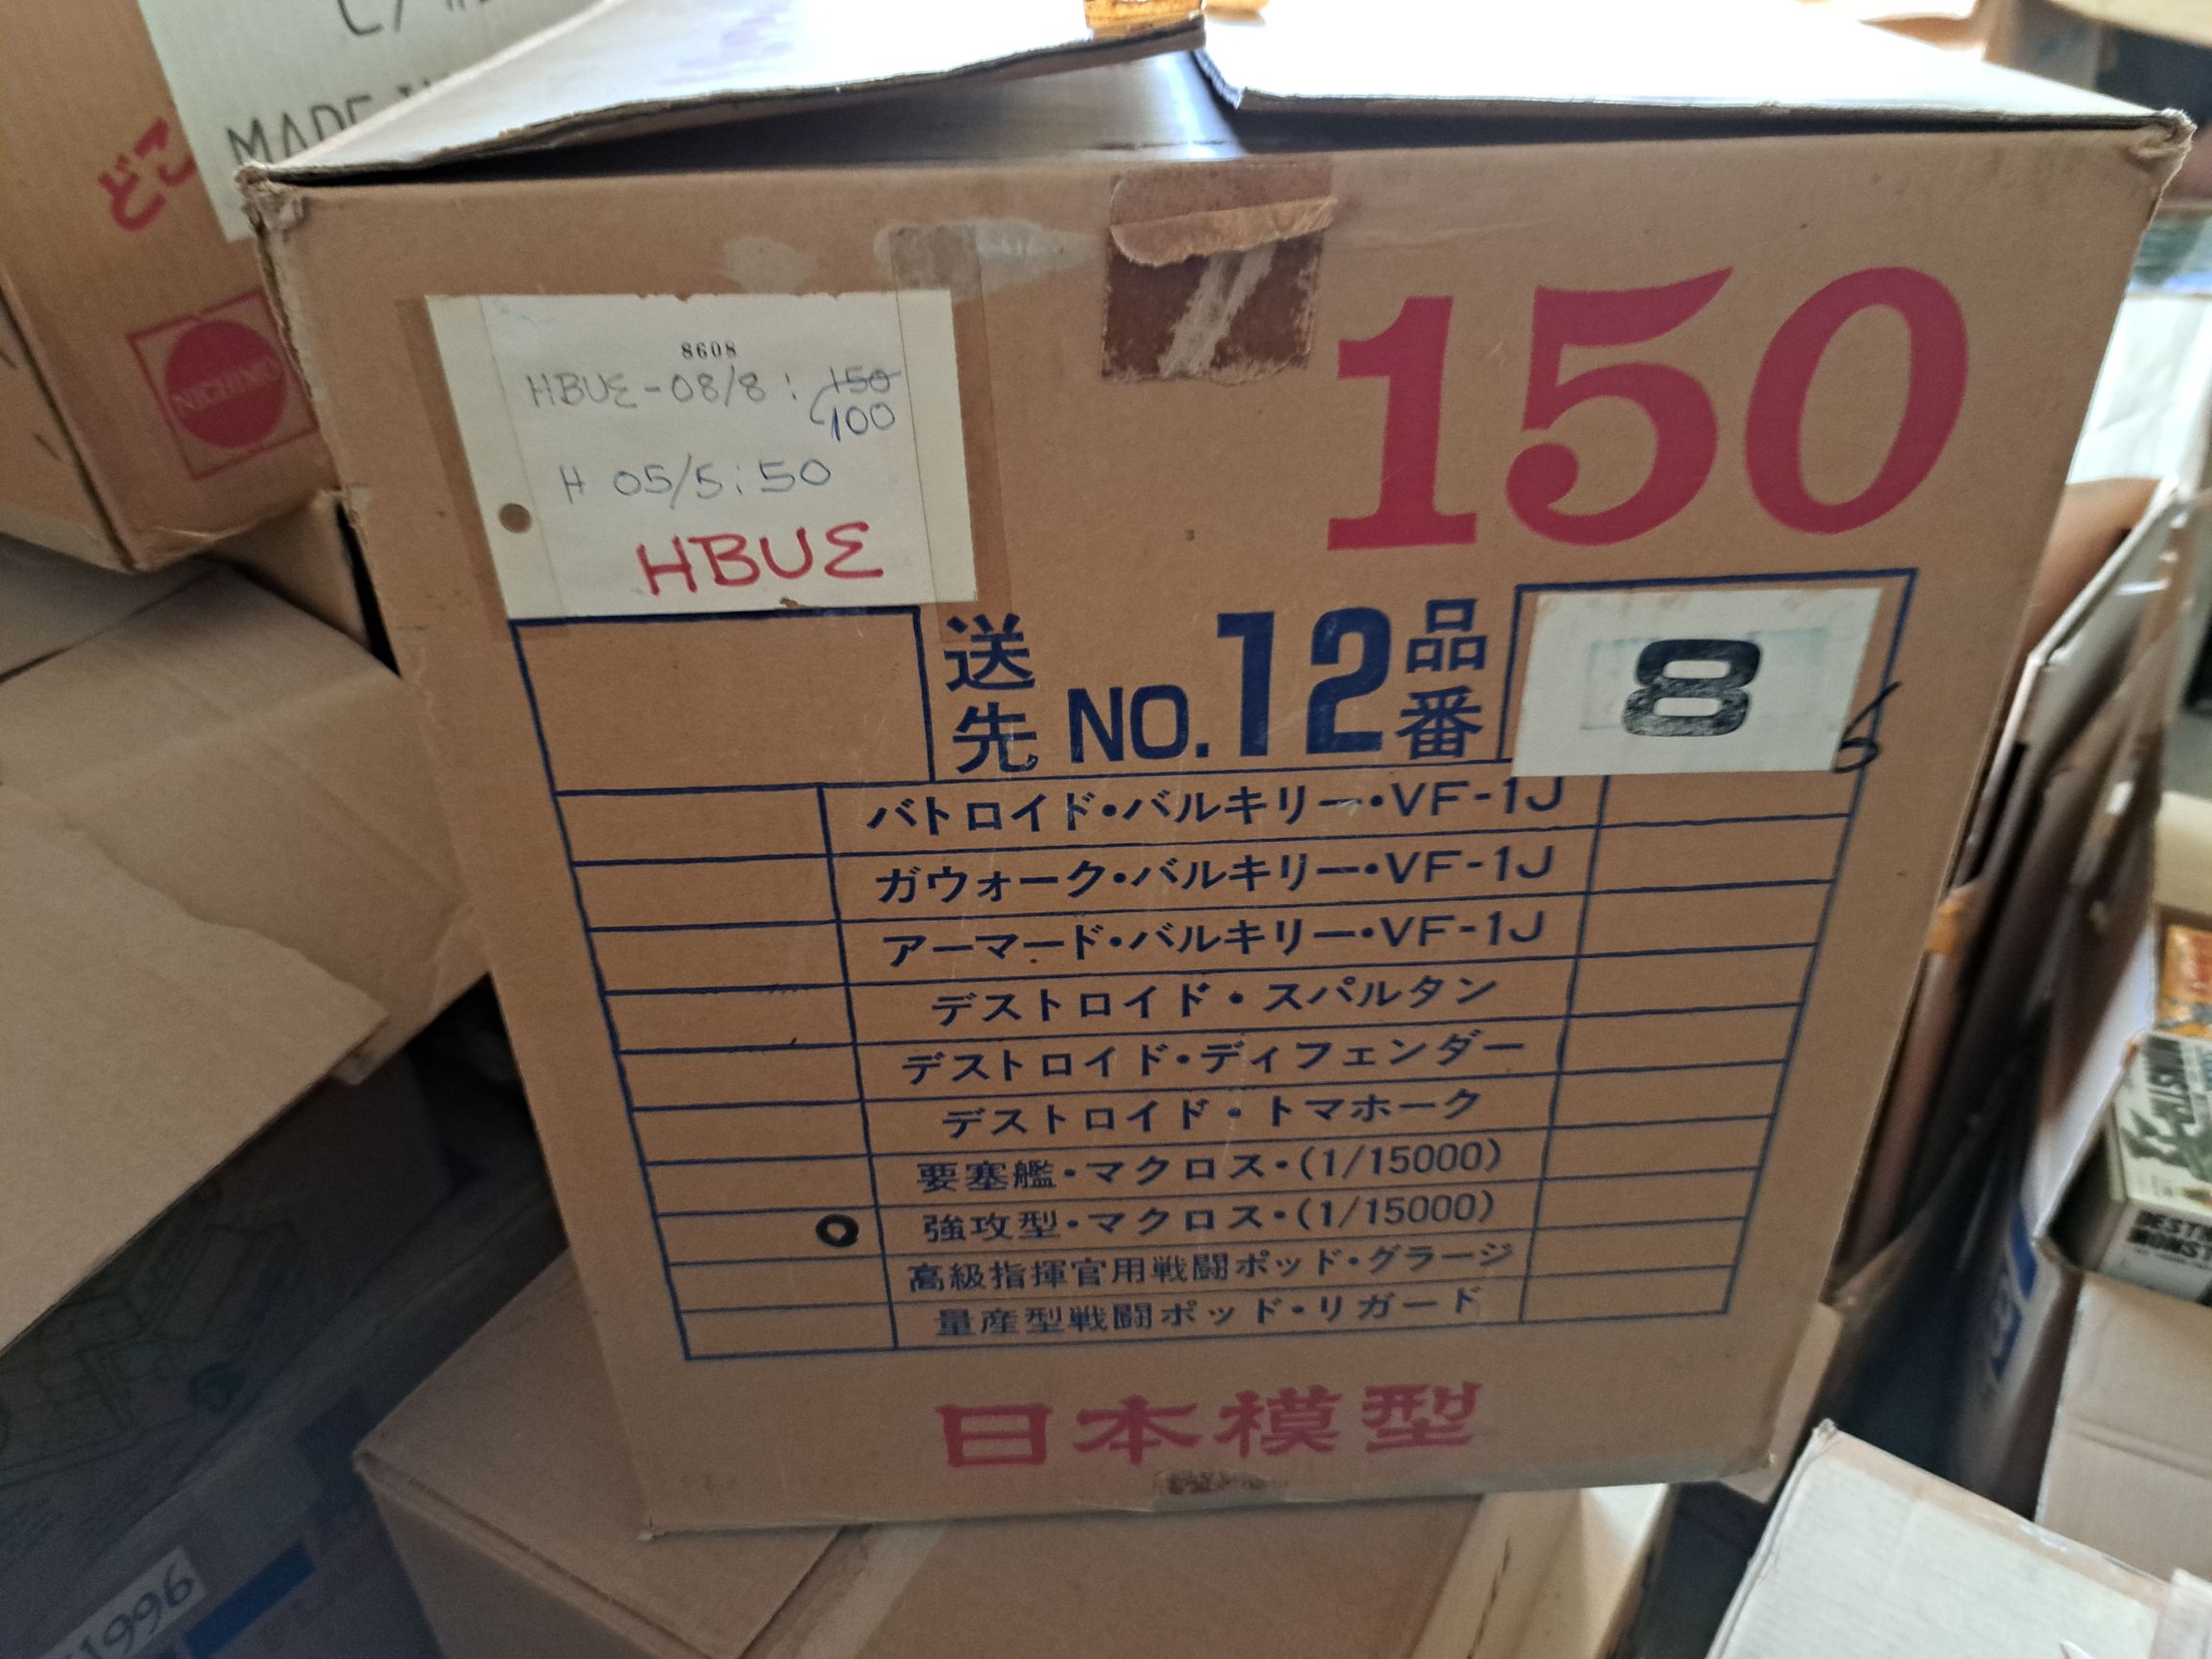 どこ
NICHIMO
8608
HBUΣ-08/8: 150
100
H 05/5: 50
HBUΣ
150
送先 NO.12 品番 8
6
バトロイド・バルキリー・VF-1J
ガウォーク・バルキリー・VF-1J
アーマード・バルキリー・VF-1J
デストロイド・スパルタン
デストロイド・ディフェンダー
デストロイド・トマホーク
要塞艦・マクロス・(1/15000)
O 強攻型・マクロス・(1/15000)
高級指揮官用戦闘ポッド・グラージ
量産型戦闘ポッド・リガード
日本模型
1996